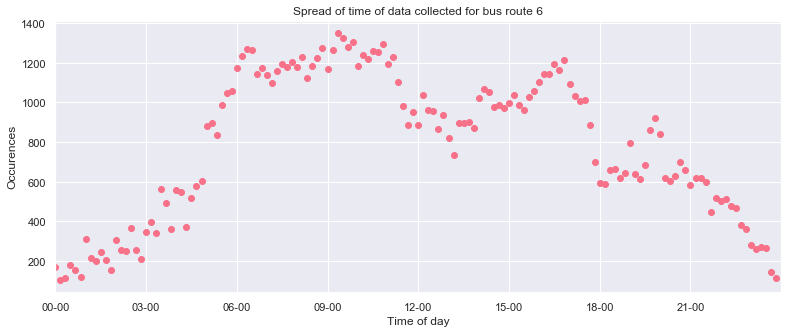 Spread of time of data collected for bus route 6
1400
1200
1000
800
600
400
200
Occurences
00-00 03-00 06-00 09-00 12-00 15-00 18-00 21-00
Time of day